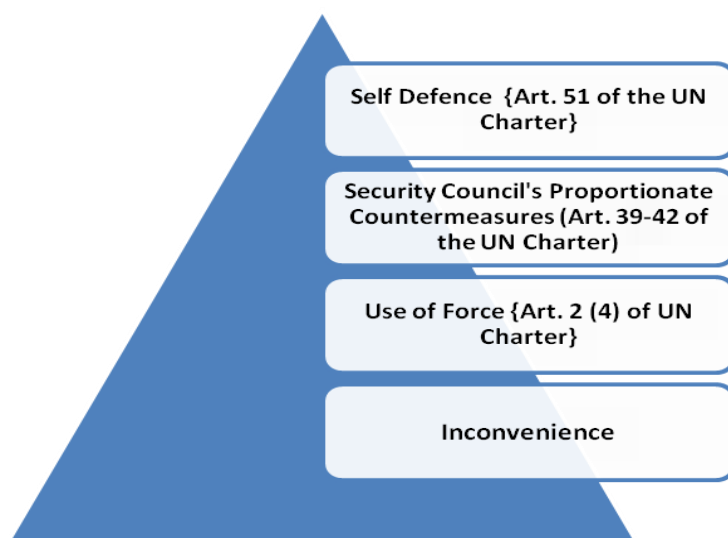 Self Defence {Art. 51 of the UN
Charter}
Security Council's Proportionate
Countermeasures (Art. 39-42 of
the UN Charter)
Use of Force {Art. 2 (4) of UN
Charter}
Inconvenience